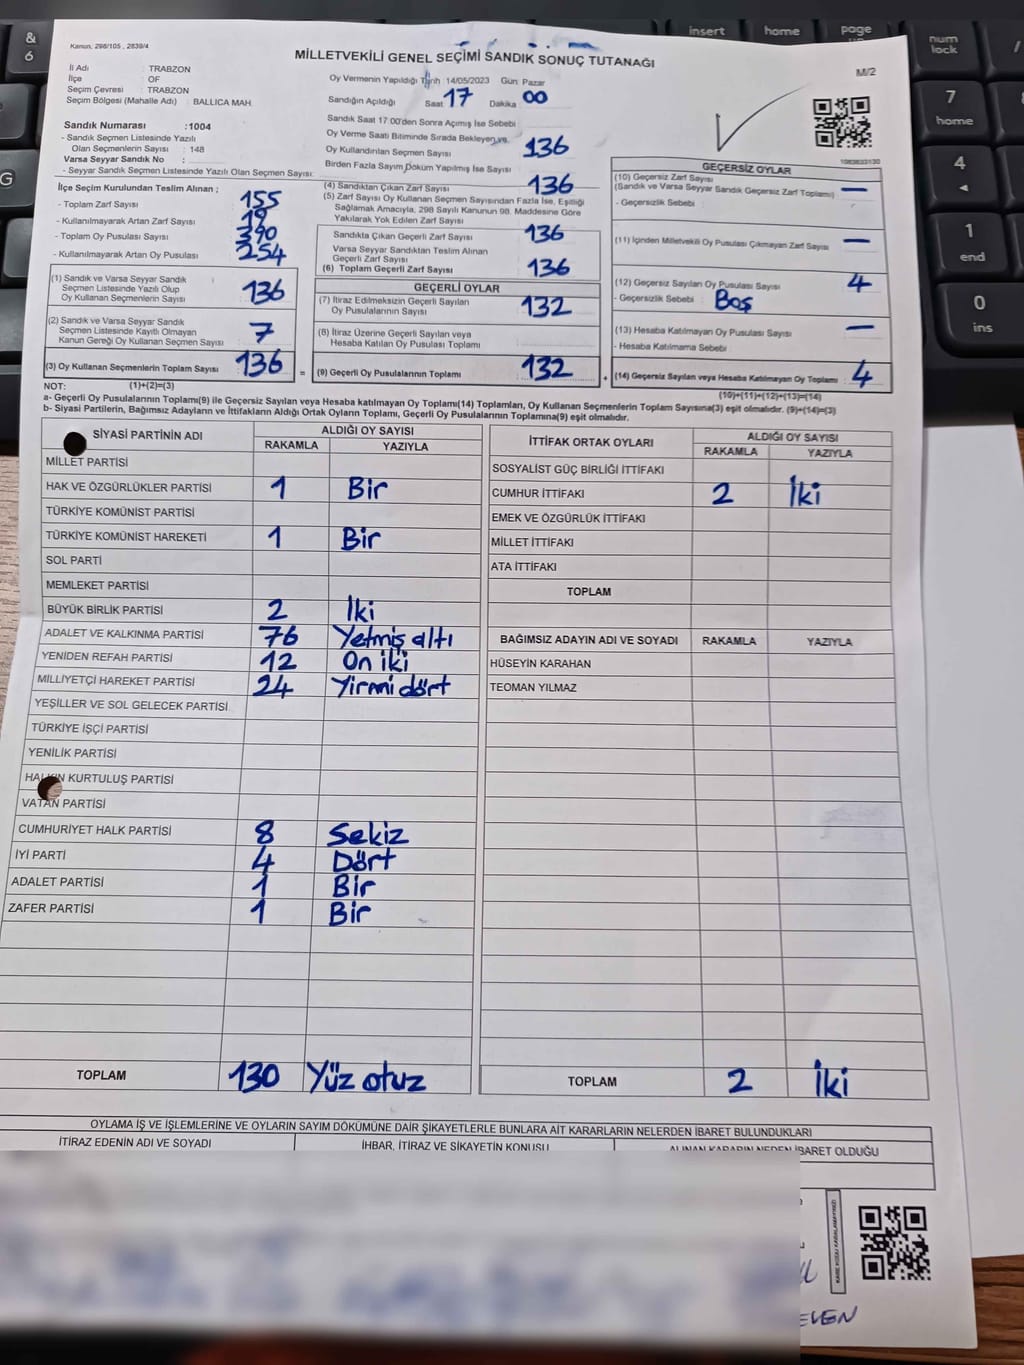 Kanun, 298/105 , 2839/4
MİLLETVEKİLİ GENEL SEÇİMİ SANDIK SONUÇ TUTANAĞI
M/2
İl Adı : TRABZON
İlçe : OF
Seçim Çevresi : TRABZON
Seçim Bölgesi (Mahalle Adı) : BALLICA MAH.
Sandık Numarası :1004
- Sandık Seçmen Listesinde Yazılı
Olan Seçmenlerin Sayısı : 148
Varsa Seyyar Sandık No :
- Seyyar Sandık Seçmen Listesinde Yazılı Olan Seçmen Sayısı:
İlçe Seçim Kurulundan Teslim Alınan ;
- Toplam Zarf Sayısı 155
- Kullanılmayarak Artan Zarf Sayısı 19
- Toplam Oy Pusulası Sayısı 390
- Kullanılmayarak Artan Oy Pusulası 254
(1) Sandık ve Varsa Seyyar Sandık
Seçmen Listesinde Yazılı Olup
Oy Kullanan Seçmenlerin Sayısı 136
(2) Sandık ve Varsa Seyyar Sandık
Seçmen Listesinde Kayıtlı Olmayan
Kanun Gereği Oy Kullanan Seçmen Sayısı 7
(3) Oy Kullanan Seçmenlerin Toplam Sayısı 136 =
Oy Vermenin Yapıldığı Tarih :14/05/2023 Gün: Pazar
Sandığın Açıldığı Saat 17 Dakika 00
Sandık Saat 17:00'den Sonra Açımış İse Sebebi
Oy Verme Saati Bitiminde Sırada Bekleyen ve
Oy Kullandırılan Seçmen Sayısı 136
Birden Fazla Sayım Döküm Yapılmış İse Sayısı
(4) Sandıktan Çıkan Zarf Sayısı 136
(5) Zarf Sayısı Oy Kullanan Seçmen Sayısından Fazla İse, Eşitliği
Sağlamak Amacıyla, 298 Sayılı Kanunun 98. Maddesine Göre
Yakılarak Yok Edilen Zarf Sayısı
Sandıkta Çıkan Geçerli Zarf Sayısı 136
Varsa Seyyar Sandıktan Teslim Alınan
Geçerli Zarf Sayısı
(6) Toplam Geçerli Zarf Sayısı 136
GEÇERLİ OYLAR
(7) İtiraz Edilmeksizin Geçerli Sayılan
Oy Pusulalarının Sayısı 132
(8) İtiraz Üzerine Geçerli Sayılan veya
Hesaba Katılan Oy Pusulası Toplamı
(9) Geçerli Oy Pusulalarının Toplamı 132 +
1083833130
GEÇERSİZ OYLAR
(10) Geçersiz Zarf Sayısı
(Sandık ve Varsa Seyyar Sandık Geçersiz Zarf Toplamı) —
- Geçersizlik Sebebi :
(11) İçinden Milletvekili Oy Pusulası Çıkmayan Zarf Sayısı —
(12) Geçersiz Sayılan Oy Pusulası Sayısı 4
- Geçersizlik Sebebi : Boş
(13) Hesaba Katılmayan Oy Pusulası Sayısı —
- Hesaba Katılmama Sebebi
(14) Geçersiz Sayılan veya Hesaba Katılmayan Oy Toplamı 4
NOT: (1)+(2)=(3) (10)+(11)+(12)+(13)=(14)
a- Geçerli Oy Pusulalarının Toplamı(9) ile Geçersiz Sayılan veya Hesaba katılmayan Oy Toplamı(14) Toplamları, Oy Kullanan Seçmenlerin Toplam Sayısına(3) eşit olmalıdır. (9)+(14)=(3)
b- Siyasi Partilerin, Bağımsız Adayların ve İttifakların Aldığı Ortak Oyların Toplamı, Geçerli Oy Pusulalarının Toplamına(9) eşit olmalıdır.
SİYASİ PARTİNİN ADI ALDIĞI OY SAYISI
RAKAMLA YAZIYLA
MİLLET PARTİSİ
HAK VE ÖZGÜRLÜKLER PARTİSİ 1 Bir
TÜRKİYE KOMÜNİST PARTİSİ
TÜRKİYE KOMÜNİST HAREKETİ 1 Bir
SOL PARTİ
MEMLEKET PARTİSİ
BÜYÜK BİRLİK PARTİSİ 2 İki
ADALET VE KALKINMA PARTİSİ 76 Yetmiş altı
YENİDEN REFAH PARTİSİ 12 On iki
MİLLİYETÇİ HAREKET PARTİSİ 24 Yirmi dört
YEŞİLLER VE SOL GELECEK PARTİSİ
TÜRKİYE İŞÇİ PARTİSİ
YENİLİK PARTİSİ
HALKIN KURTULUŞ PARTİSİ
VATAN PARTİSİ
CUMHURİYET HALK PARTİSİ 8 Sekiz
İYİ PARTİ 4 Dört
ADALET PARTİSİ 1 Bir
ZAFER PARTİSİ 1 Bir
TOPLAM 130 Yüz otuz
İTTİFAK ORTAK OYLARI ALDIĞI OY SAYISI
RAKAMLA YAZIYLA
SOSYALİST GÜÇ BİRLİĞİ İTTİFAKI
CUMHUR İTTİFAKI 2 İki
EMEK VE ÖZGÜRLÜK İTTİFAKI
MİLLET İTTİFAKI
ATA İTTİFAKI
TOPLAM
BAĞIMSIZ ADAYIN ADI VE SOYADI RAKAMLA YAZIYLA
HÜSEYİN KARAHAN
TEOMAN YILMAZ
TOPLAM 2 İki
OYLAMA İŞ VE İŞLEMLERİNE VE OYLARIN SAYIM DÖKÜMÜNE DAİR ŞİKAYETLERLE BUNLARA AİT KARARLARIN NELERDEN İBARET BULUNDUKLARI
İTİRAZ EDENİN ADI VE SOYADI İHBAR, İTİRAZ VE ŞİKAYETİN KONUSU ALINAN KARARIN NEDEN İBARET OLDUĞU
&
6
G
insert
home
page
num
lock
/
7
home
4
1
end
0
ins